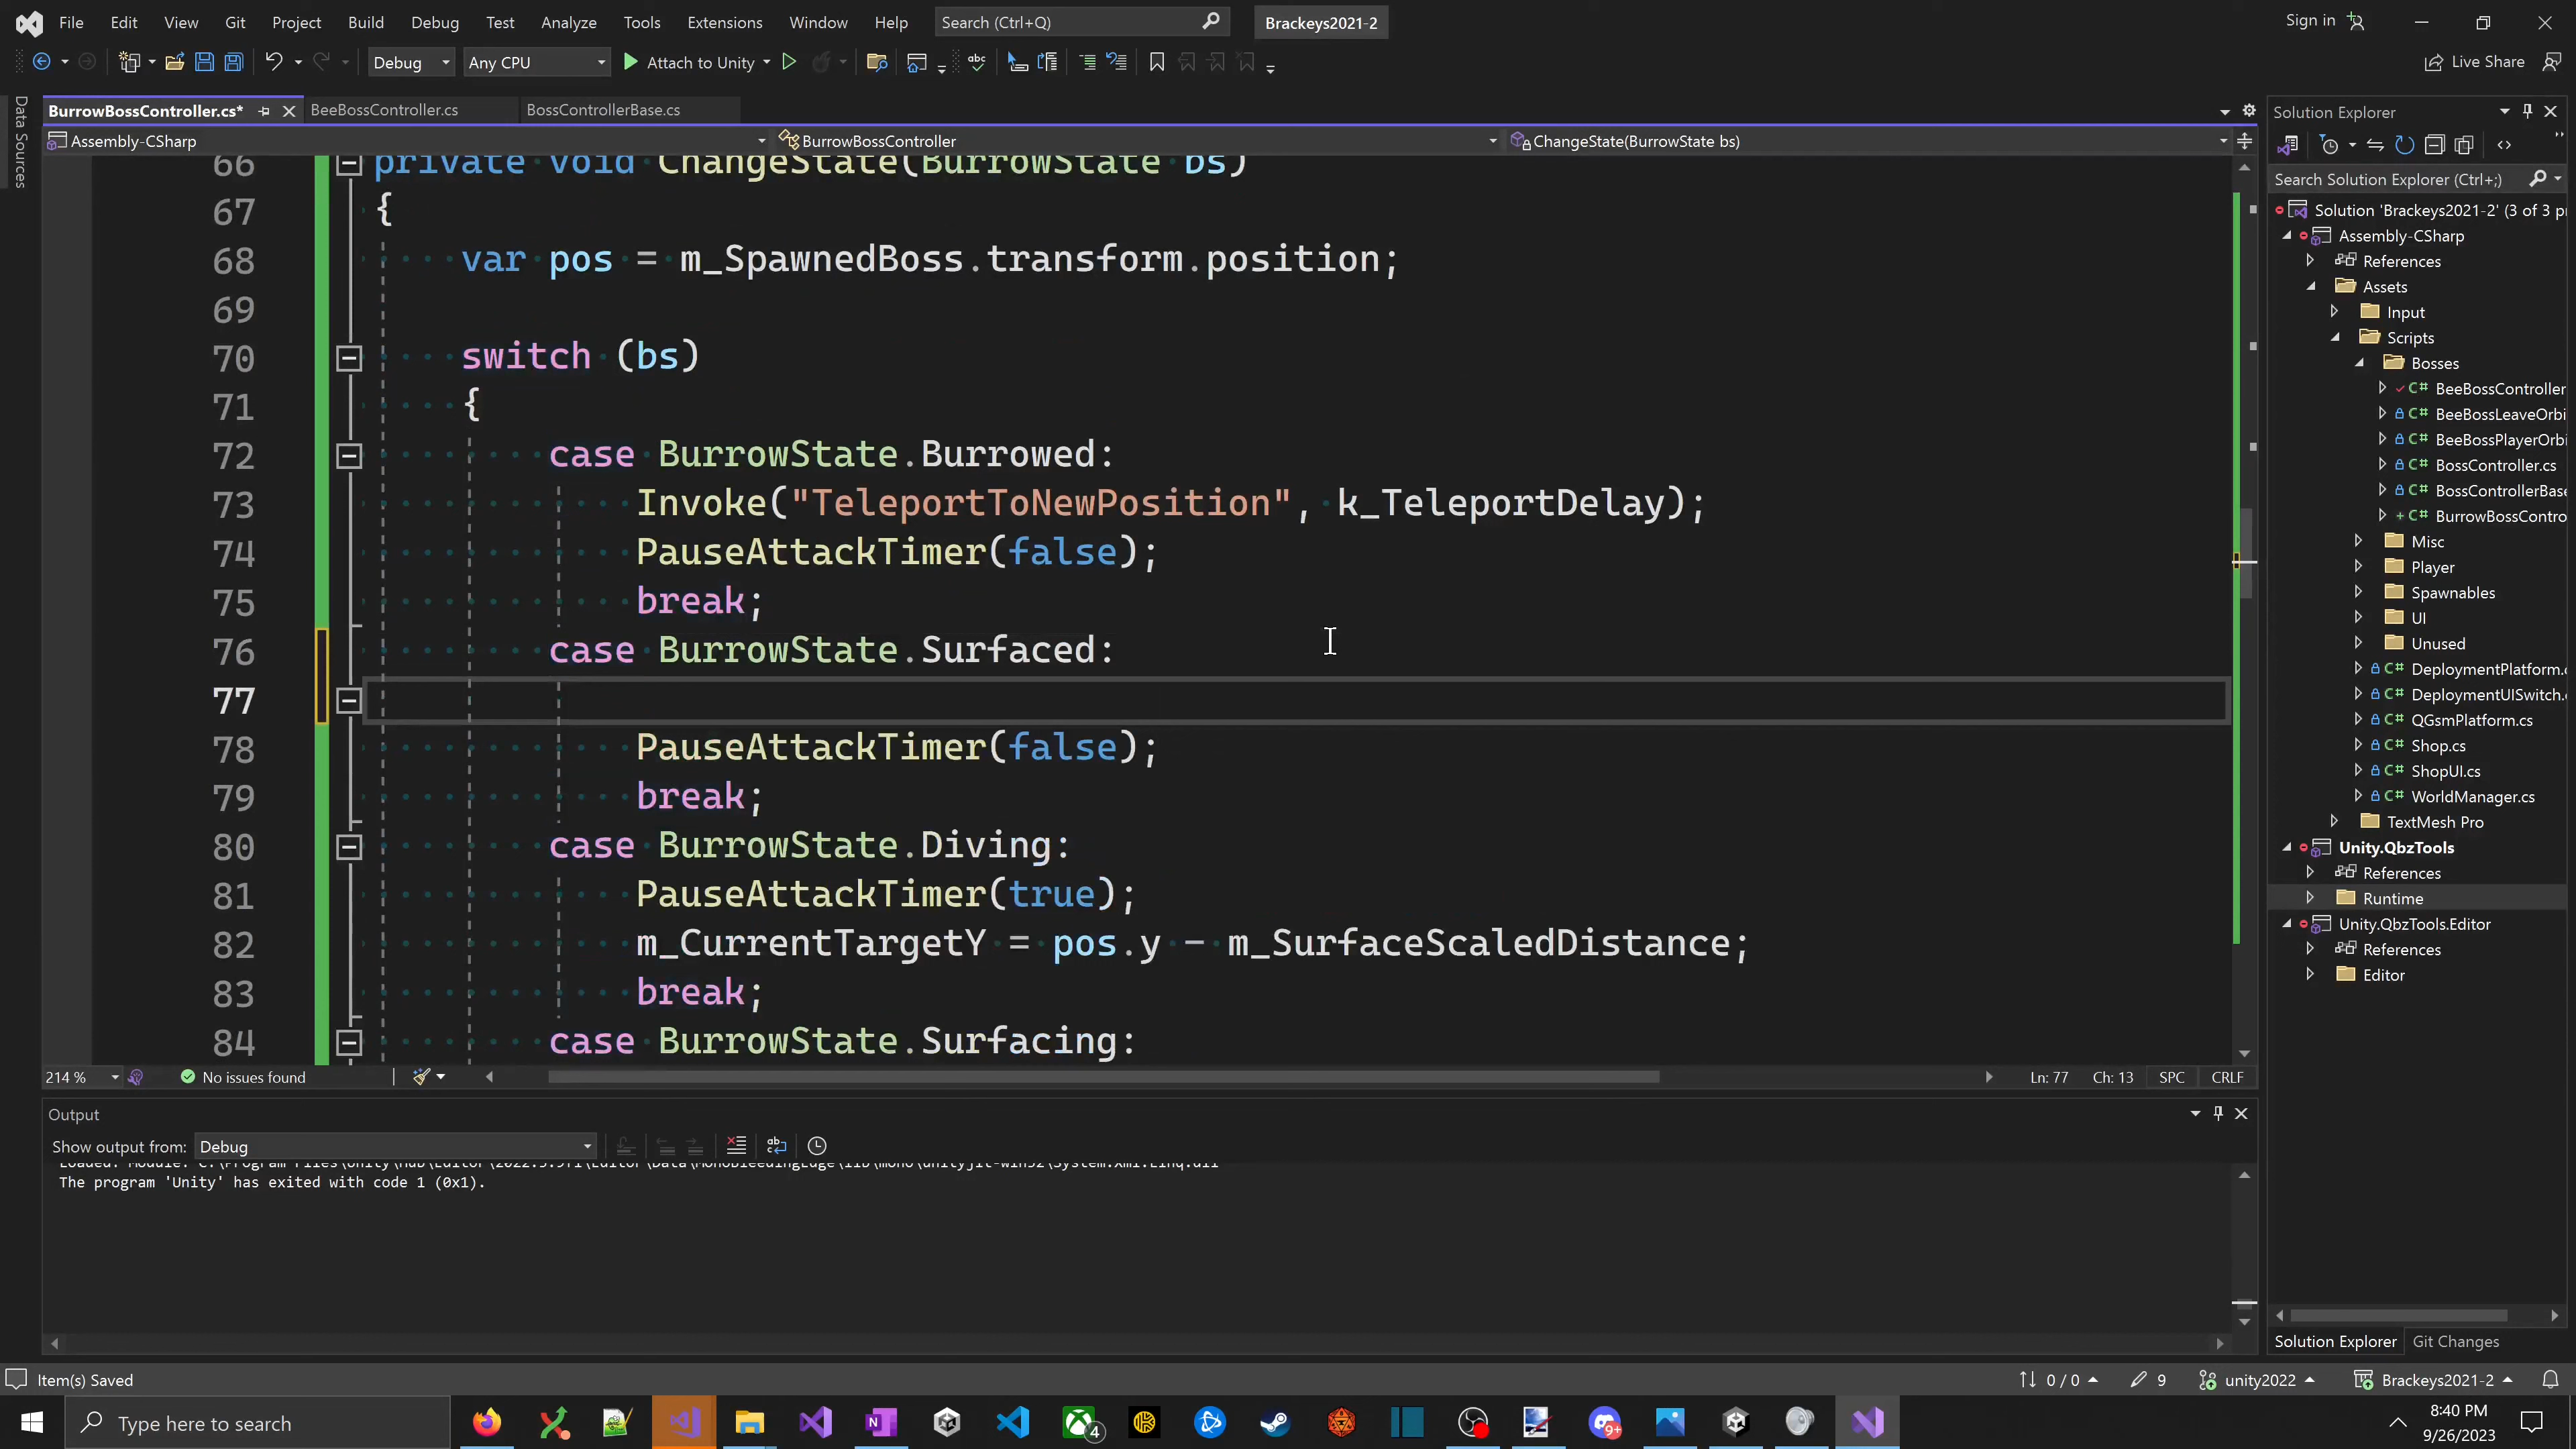 File Edit View Git Project Build Debug Test Analyze Tools Extensions Window Help Search (Ctrl+Q) Brackeys2021-2 Sign in
Debug Any CPU Attach to Unity Live Share
Data Sources
BurrowBossController.cs* BeeBossController.cs BossControllerBase.cs
Assembly-CSharp BurrowBossController ChangeState(BurrowState bs)
66 private void ChangeState(BurrowState bs)
67 {
68 var pos = m_SpawnedBoss.transform.position;
69
70 switch (bs)
71 {
72 case BurrowState.Burrowed:
73 Invoke("TeleportToNewPosition", k_TeleportDelay);
74 PauseAttackTimer(false);
75 break;
76 case BurrowState.Surfaced:
77
78 PauseAttackTimer(false);
79 break;
80 case BurrowState.Diving:
81 PauseAttackTimer(true);
82 m_CurrentTargetY = pos.y - m_SurfaceScaledDistance;
83 break;
84 case BurrowState.Surfacing:
214 % No issues found Ln: 77 Ch: 13 SPC CRLF
Output
Show output from: Debug
The program 'Unity' has exited with code 1 (0x1).
Solution Explorer
Search Solution Explorer (Ctrl+;)
Solution 'Brackeys2021-2' (3 of 3 pr
Assembly-CSharp
References
Assets
Input
Scripts
Bosses
C# BeeBossController
C# BeeBossLeaveOrbi
C# BeeBossPlayerOrbi
C# BossController.cs
C# BossControllerBase
C# BurrowBossContro
Misc
Player
Spawnables
UI
Unused
C# DeploymentPlatform.c
C# DeploymentUISwitch.c
C# QGsmPlatform.cs
C# Shop.cs
C# ShopUI.cs
C# WorldManager.cs
TextMesh Pro
Unity.QbzTools
References
Runtime
Unity.QbzTools.Editor
References
Editor
Solution Explorer Git Changes
Item(s) Saved 0 / 0 9 unity2022 Brackeys2021-2
Type here to search
4
9+
8:40 PM
9/26/2023